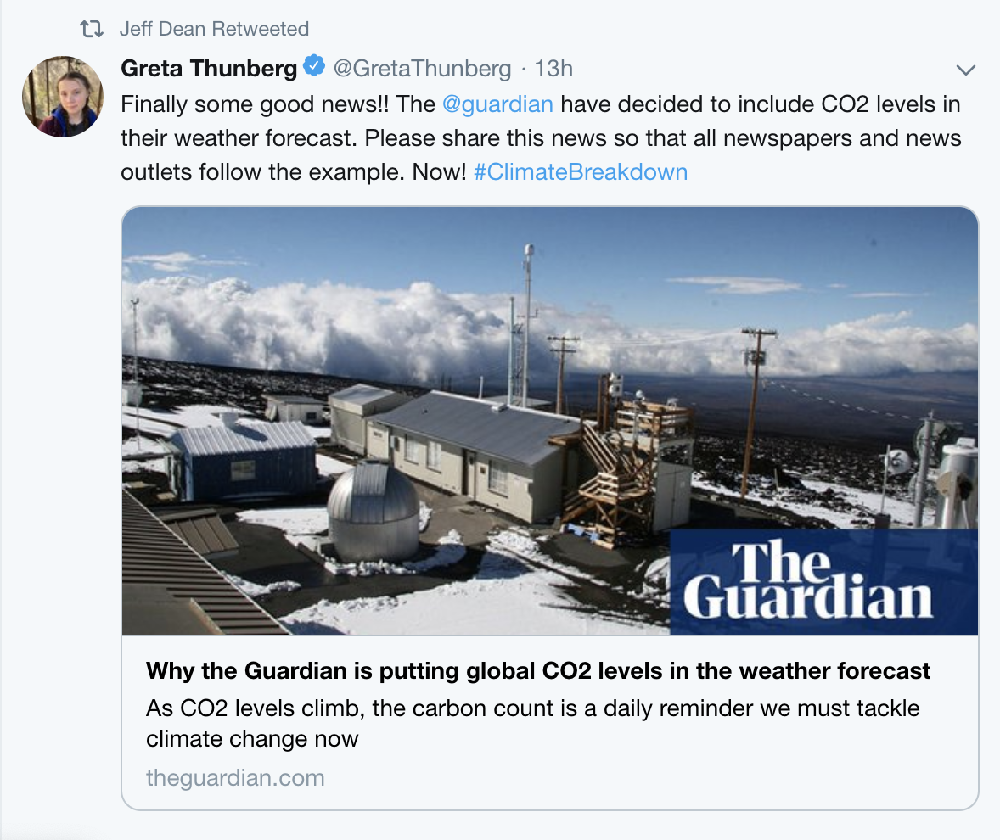 Jeff Dean Retweeted
Greta Thunberg @GretaThunberg · 13h
Finally some good news!! The @guardian have decided to include CO2 levels in
their weather forecast. Please share this news so that all newspapers and news
outlets follow the example. Now! #ClimateBreakdown
The
Guardian
Why the Guardian is putting global CO2 levels in the weather forecast
As CO2 levels climb, the carbon count is a daily reminder we must tackle
climate change now
theguardian.com